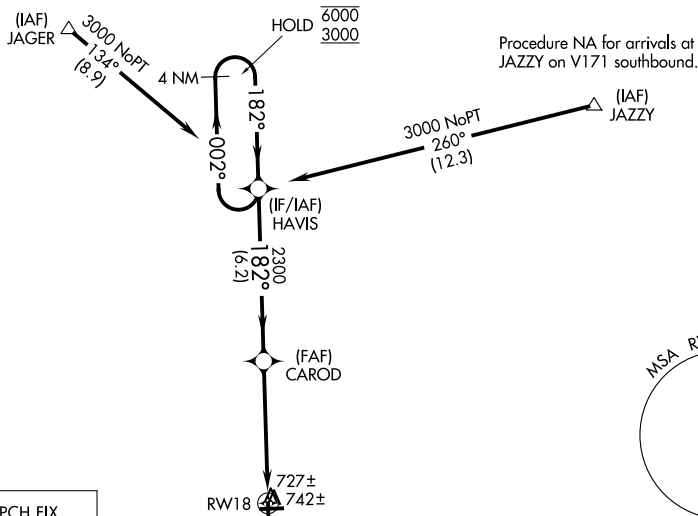 (IAF)
JAGER
3000 NoPT
134°
(8.9)
HOLD
6000
3000
4 NM
182°
002°
Procedure NA for arrivals at
JAZZY on V171 southbound.
(IAF)
JAZZY
3000 NoPT
260°
(12.3)
(IF/IAF)
HAVIS
2300
182°
(6.2)
(FAF)
CAROD
MSA
727±
742±
RW18
PCH FIX